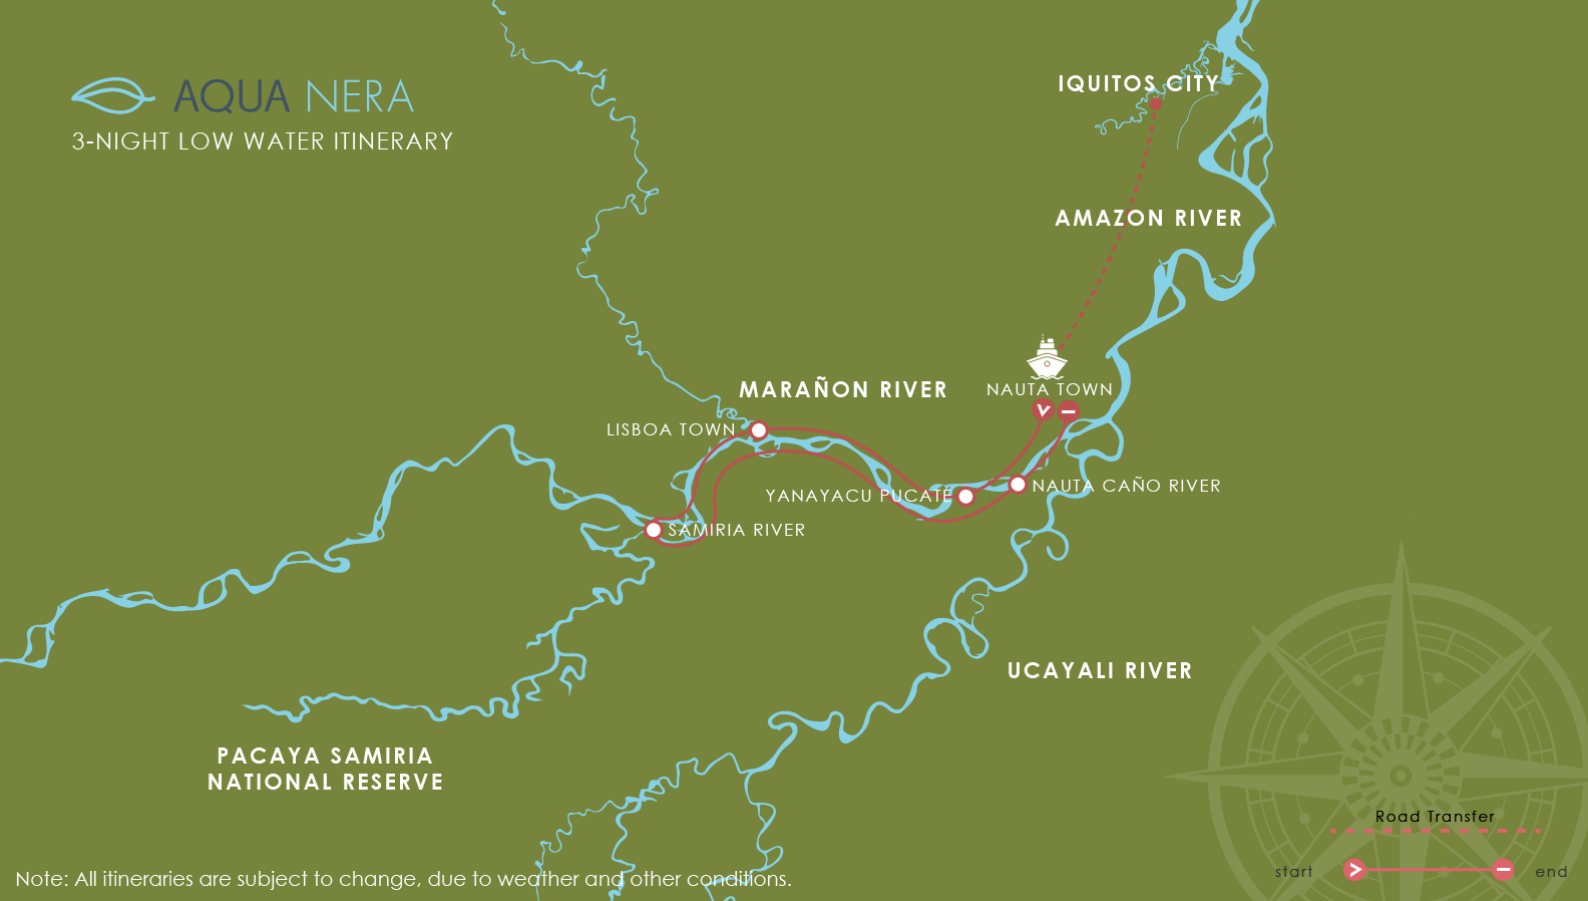 AQUA NERA
3-NIGHT LOW WATER ITINERARY
IQUITOS CITY
AMAZON RIVER
NAUTA TOWN
MARAÑON RIVER
LISBOA TOWN
YANAYACU PUCATE
NAUTA CAÑO RIVER
SAMIRIA RIVER
UCAYALI RIVER
PACAYA SAMIRIA
NATIONAL RESERVE
Road Transfer
start
end
Note: All itineraries are subject to change, due to weather and other conditions.